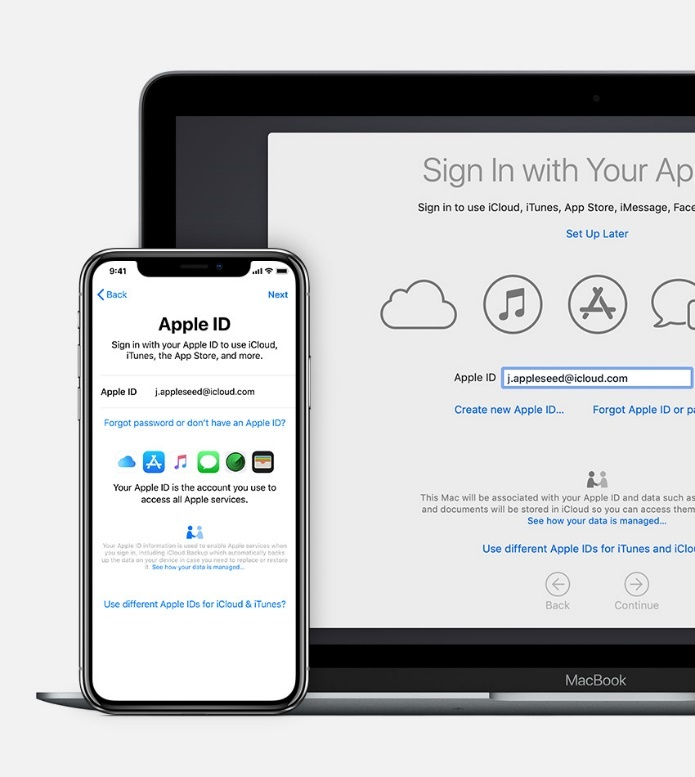 Sign In with Your Ap
Sign in to use iCloud, iTunes, App Store, iMessage, Face
Set Up Later
Apple ID j.appleseed@icloud.com
Create new Apple ID... Forgot Apple ID or pa
This Mac will be associated with your Apple ID and data such as
and documents will be stored in iCloud so you can access them
See how your data is managed...
Use different Apple IDs for iTunes and iClou
Back Continue
MacBook
9:41
Back Next
Apple ID
Sign in with your Apple ID to use iCloud,
iTunes, the App Store, and more.
Apple ID j.appleseed@icloud.com
Forgot password or don't have an Apple ID?
Your Apple ID is the account you use to
access all Apple services.
Your Apple ID information is used to enable Apple services when
you sign in, including iCloud Backup which automatically backs
up the data on your device in case you need to replace or restore
it. See how your data is managed...
Use different Apple IDs for iCloud & iTunes?